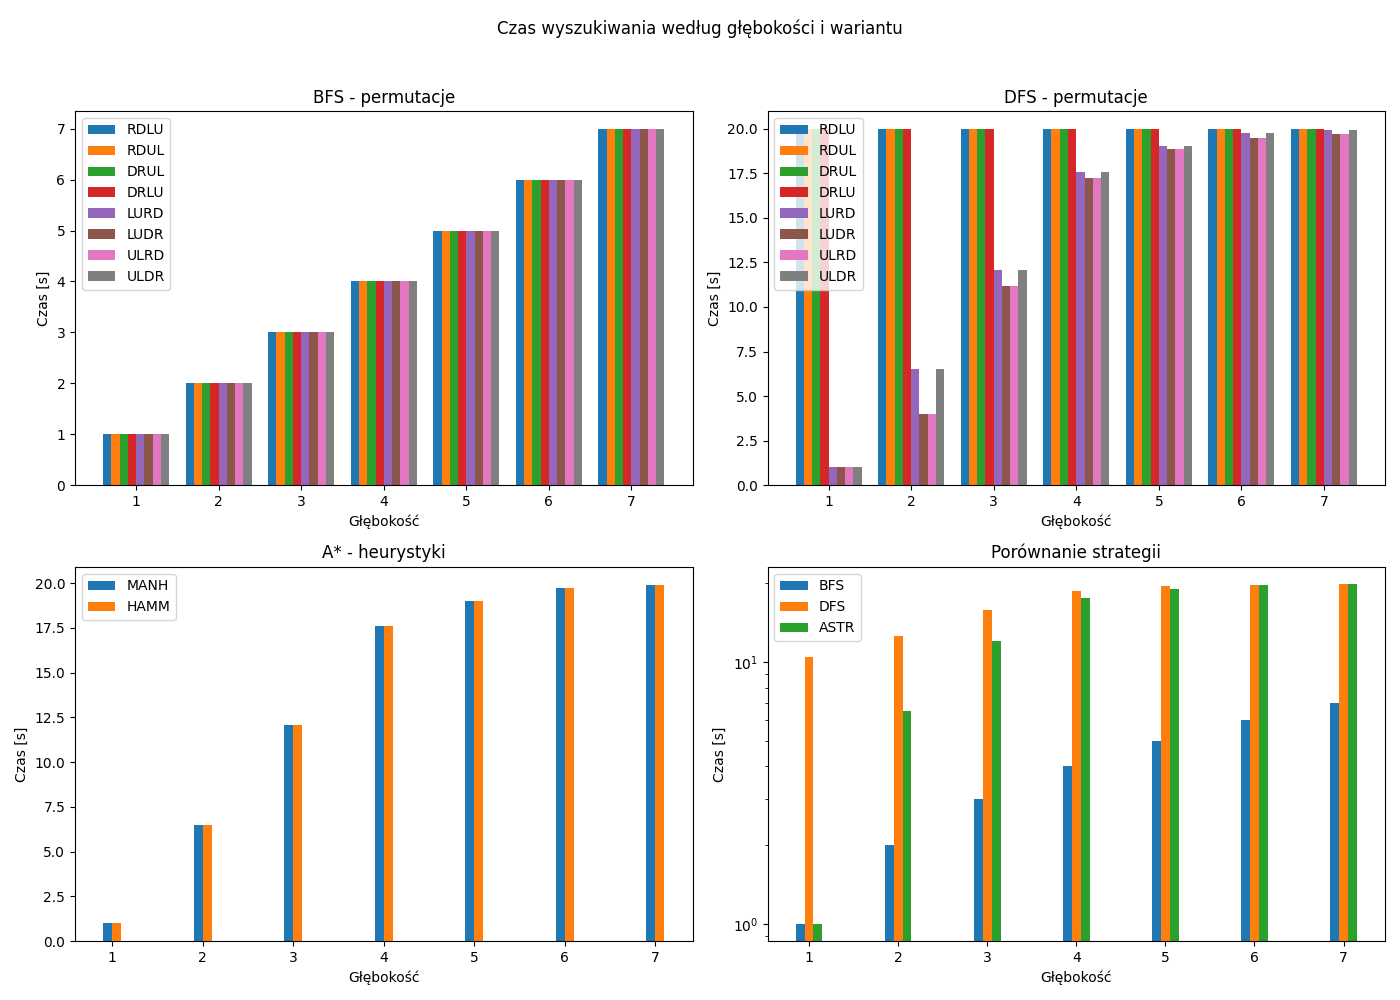 Czas wyszukiwania według głębokości i wariantu
BFS - permutacje
RDLU
RDUL
DRUL
DRLU
LURD
LUDR
ULRD
ULDR
Czas [s]
7
6
5
4
3
2
1
0
1 2 3 4 5 6 7
Głębokość
DFS - permutacje
RDLU
RDUL
DRUL
DRLU
LURD
LUDR
ULRD
ULDR
Czas [s]
20.0
17.5
15.0
12.5
10.0
7.5
5.0
2.5
0.0
1 2 3 4 5 6 7
Głębokość
A* - heurystyki
MANH
HAMM
Czas [s]
20.0
17.5
15.0
12.5
10.0
7.5
5.0
2.5
0.0
1 2 3 4 5 6 7
Głębokość
Porównanie strategii
BFS
DFS
ASTR
Czas [s]
10¹
10⁰
1 2 3 4 5 6 7
Głębokość